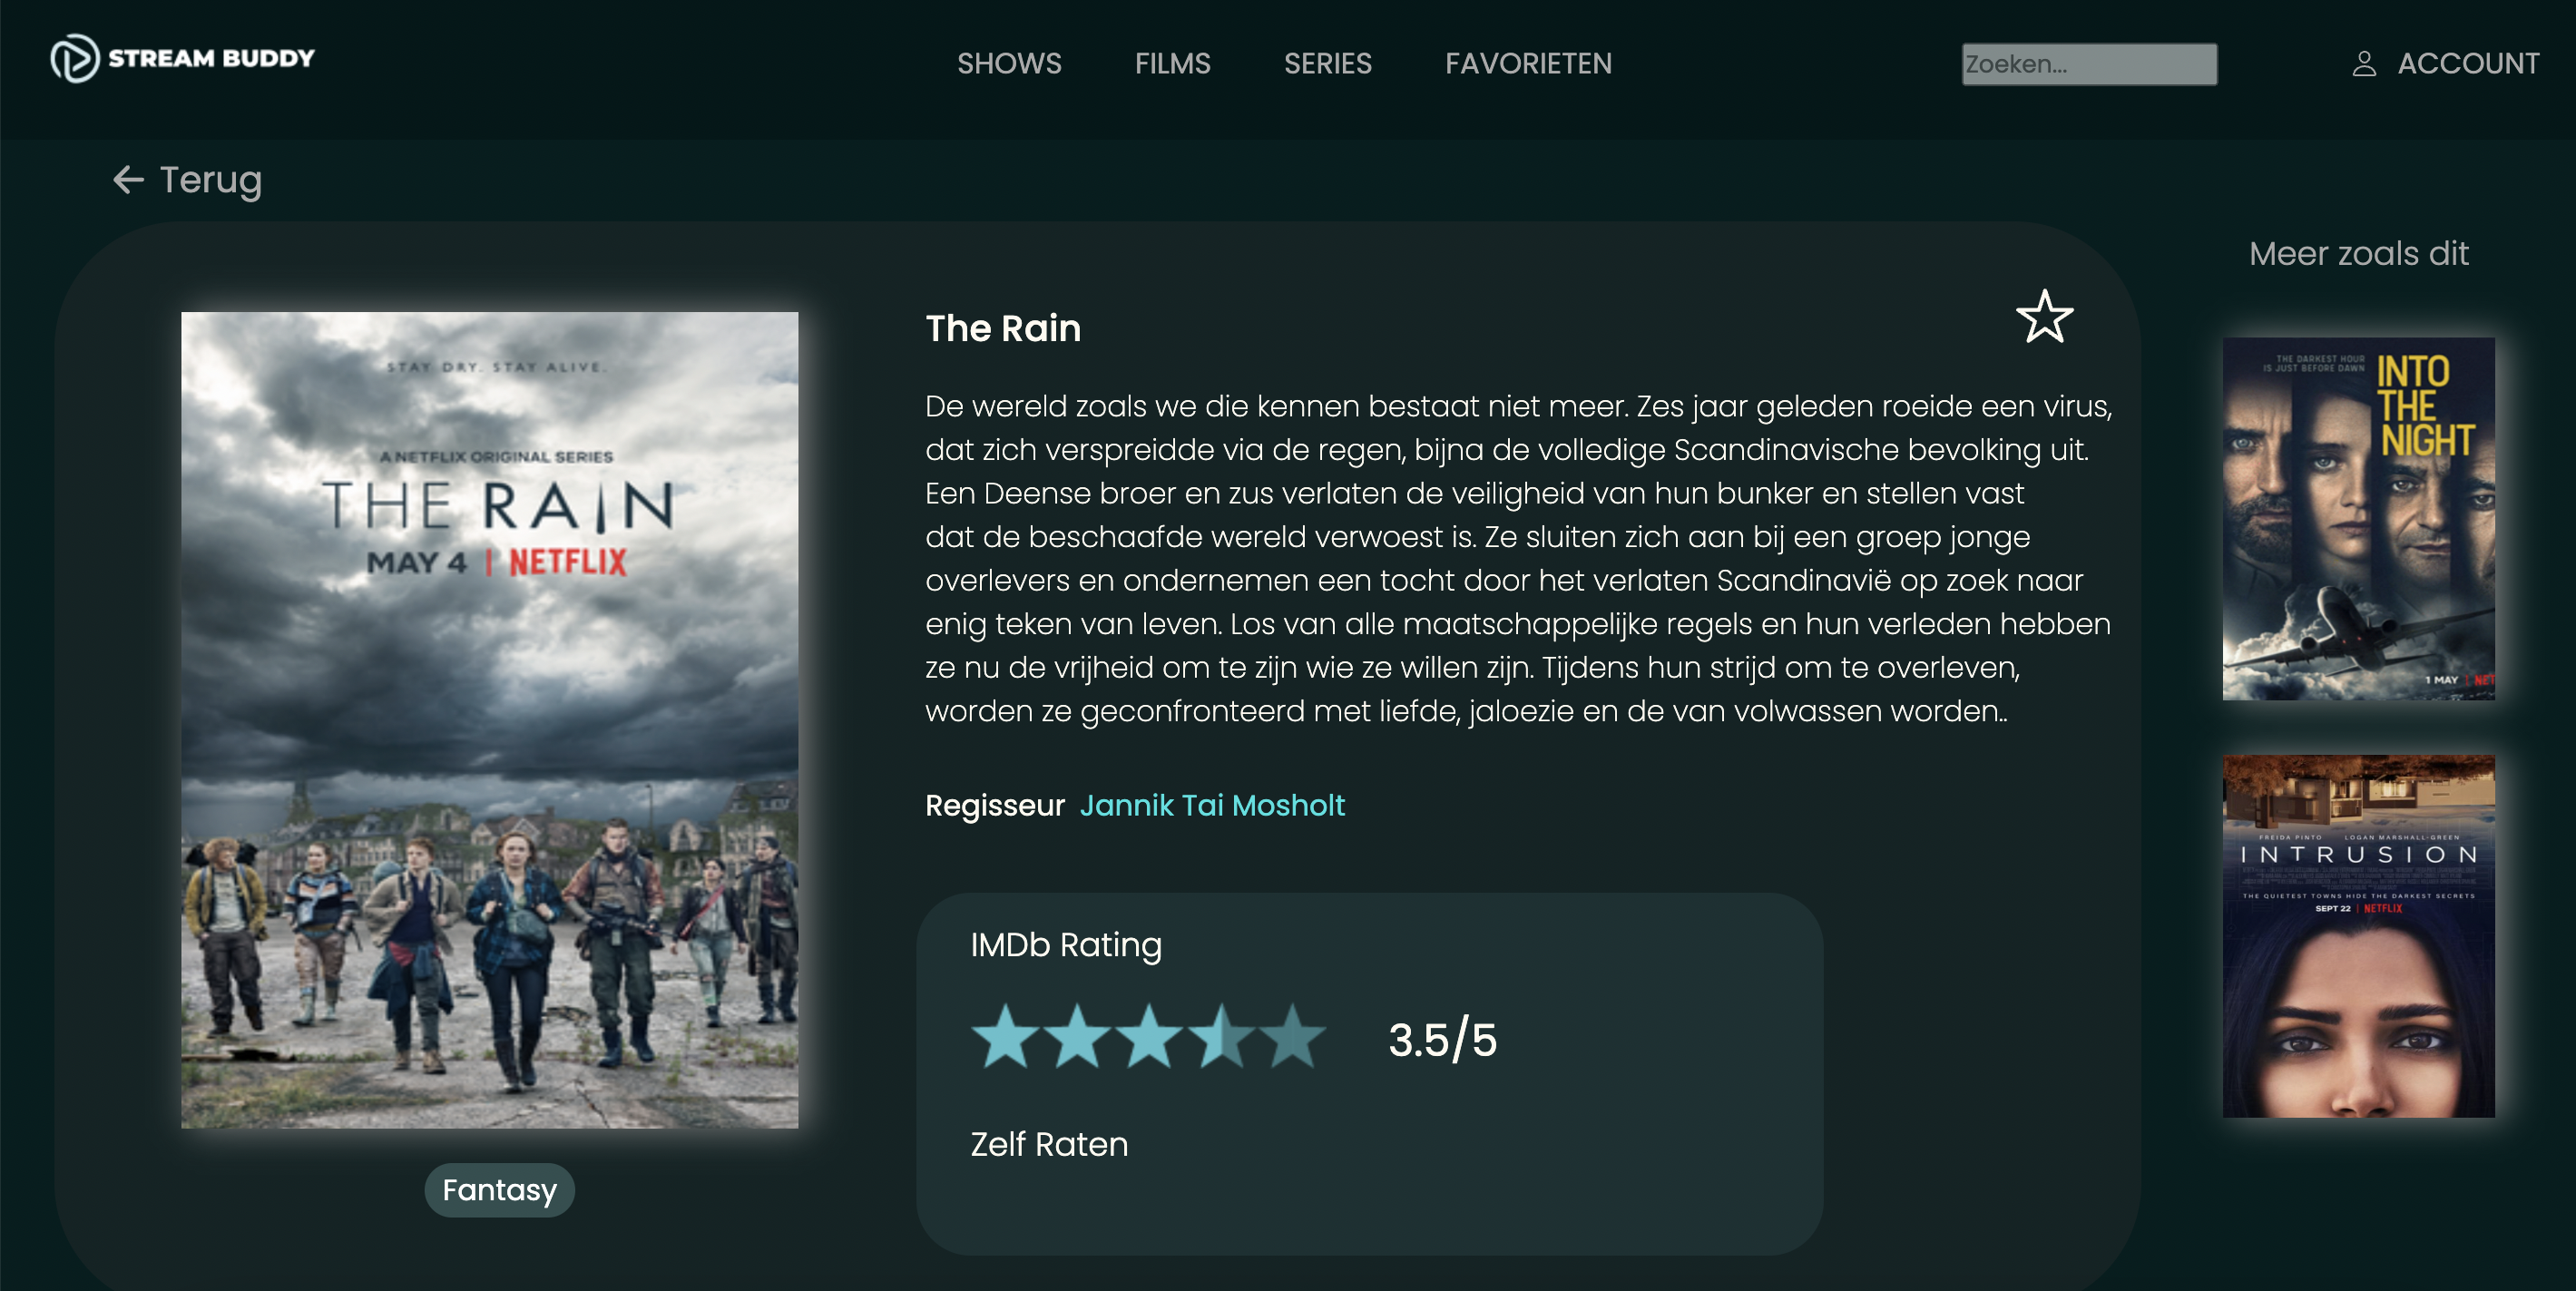 STREAM BUDDY
SHOWS
FILMS
SERIES
FAVORIETEN
Zoeken...
ACCOUNT
Terug
STAY DRY. STAY ALIVE.
A NETFLIX ORIGINAL SERIES
THE RAIN
MAY 4 | NETFLIX
Fantasy
The Rain
De wereld zoals we die kennen bestaat niet meer. Zes jaar geleden roeide een virus,
dat zich verspreidde via de regen, bijna de volledige Scandinavische bevolking uit.
Een Deense broer en zus verlaten de veiligheid van hun bunker en stellen vast
dat de beschaafde wereld verwoest is. Ze sluiten zich aan bij een groep jonge
overlevers en ondernemen een tocht door het verlaten Scandinavië op zoek naar
enig teken van leven. Los van alle maatschappelijke regels en hun verleden hebben
ze nu de vrijheid om te zijn wie ze willen zijn. Tijdens hun strijd om te overleven,
worden ze geconfronteerd met liefde, jaloezie en de van volwassen worden..
Regisseur Jannik Tai Mosholt
IMDb Rating
3.5/5
Zelf Raten
Meer zoals dit
THE DARKEST HOUR
IS JUST BEFORE DAWN
INTO
THE
NIGHT
1 MAY | NET
FREIDA PINTO LOGAN MARSHALL-GREEN
INTRUSION
THE QUIETEST TOWNS HIDE THE DARKEST SECRETS
SEPT 22 | NETFLIX